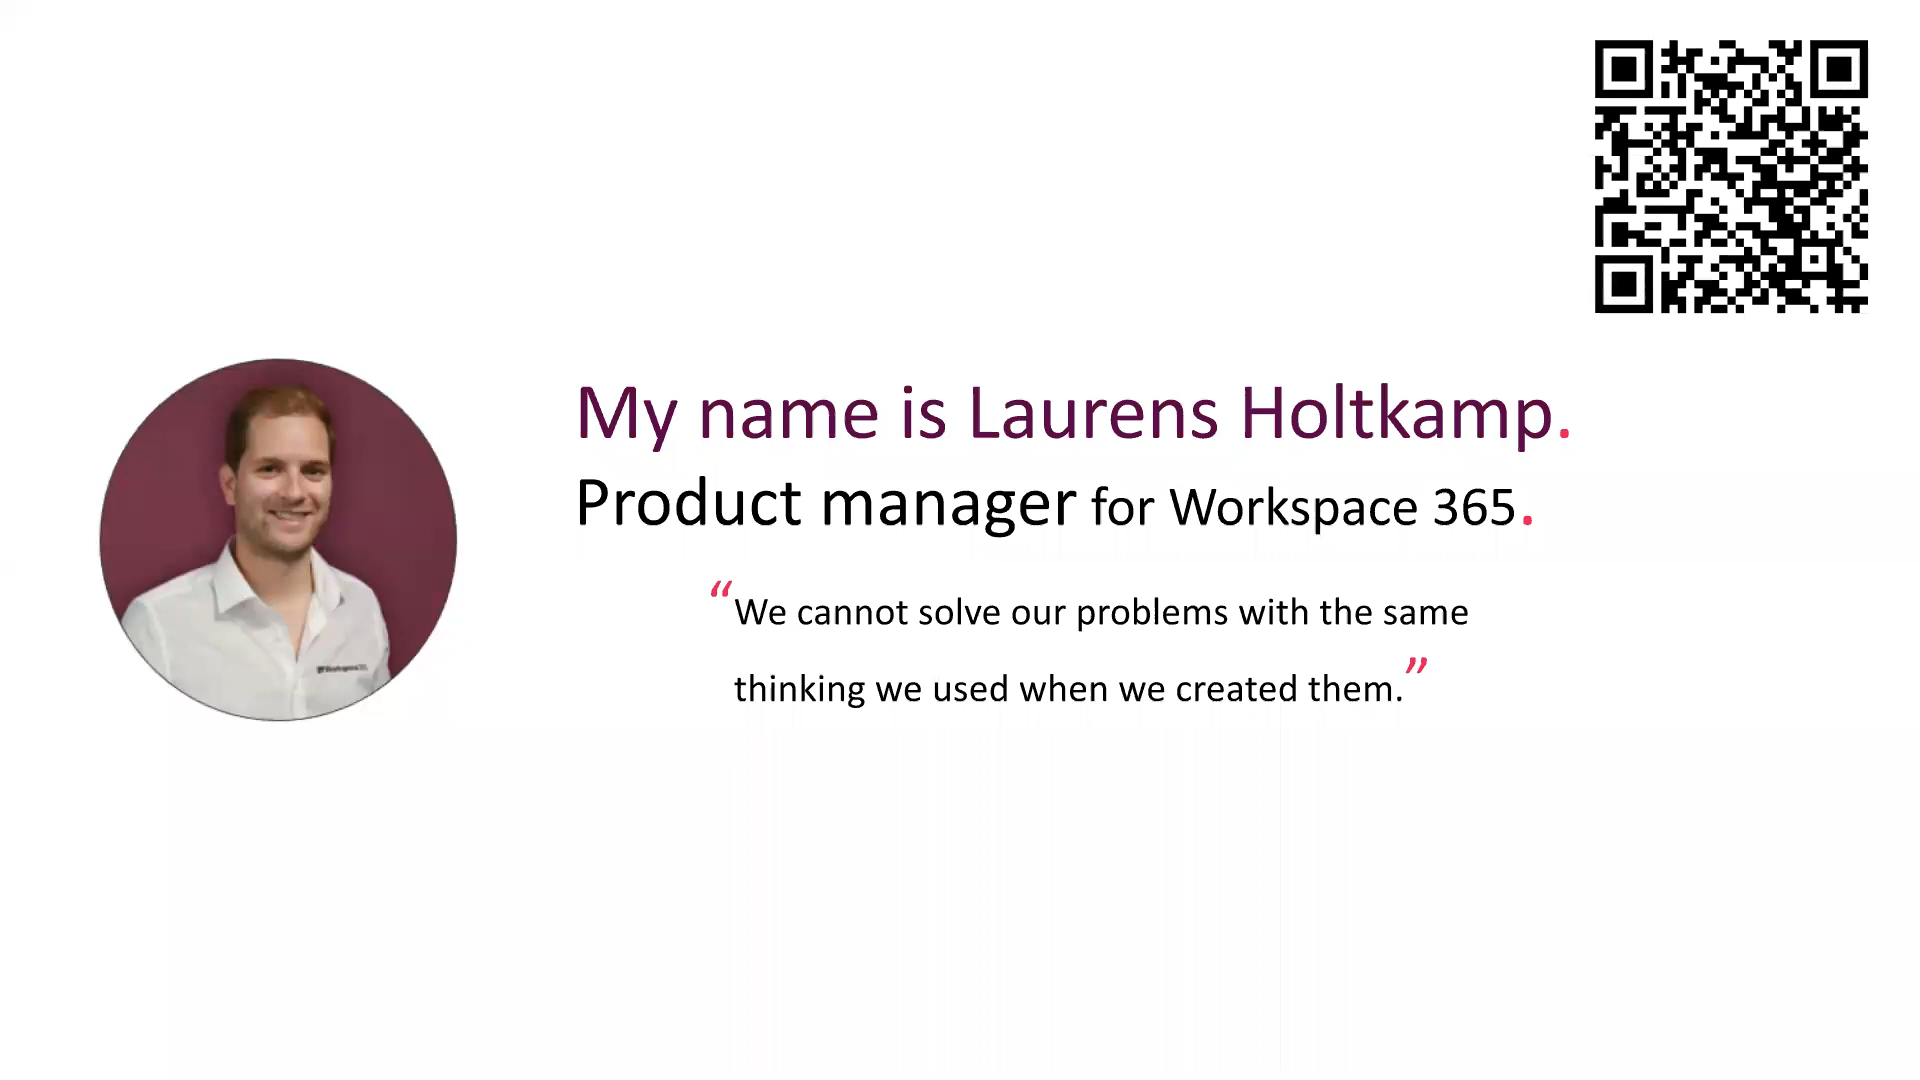 My name is Laurens Holtkamp.
Product manager for Workspace 365.
“We cannot solve our problems with the same
thinking we used when we created them.”